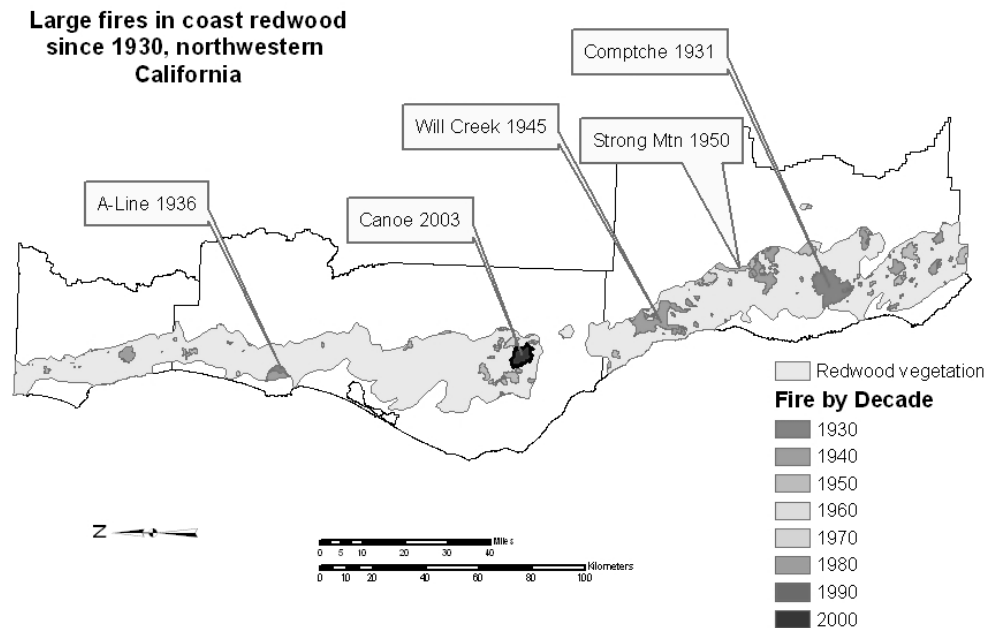 Large fires in coast redwood
since 1930, northwestern
California
Comptche 1931
Will Creek 1945
Strong Mtn 1950
A-Line 1936
Canoe 2003
Redwood vegetation
Fire by Decade
1930
1940
1950
1960
1970
1980
1990
2000
N
Miles
0 5 10 20 30 40
Kilometers
0 10 20 40 60 80 100